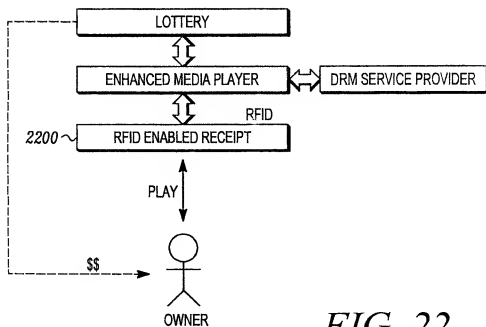 LOTTERY
ENHANCED MEDIA PLAYER
DRM SERVICE PROVIDER
RFID
2200
RFID ENABLED RECEIPT
PLAY
$$
OWNER
FIG. 22